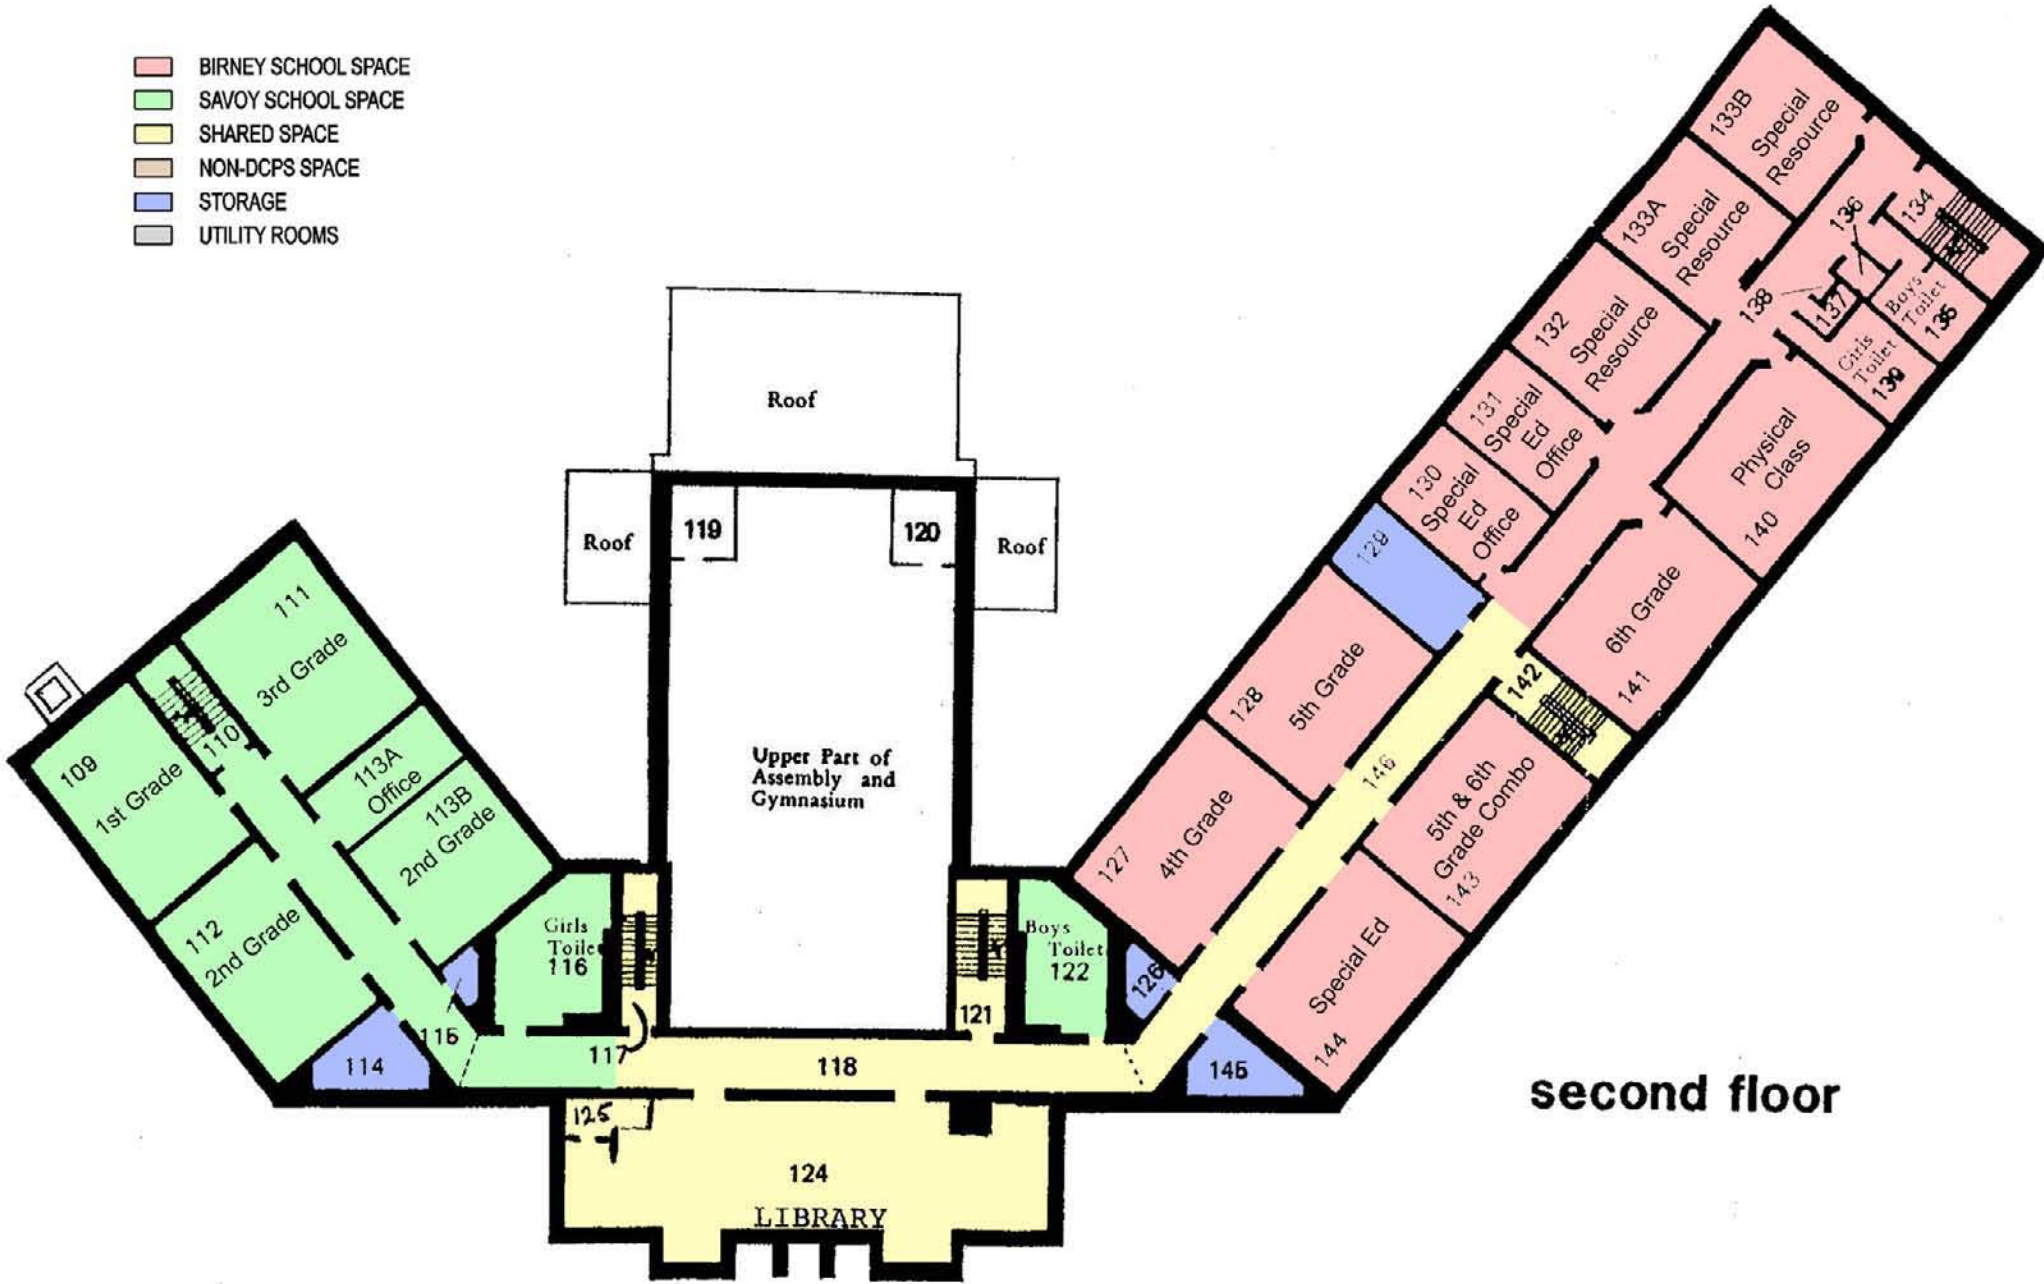 BIRNEY SCHOOL SPACE
SAVOY SCHOOL SPACE
SHARED SPACE
NON-DCPS SPACE
STORAGE
UTILITY ROOMS
Roof
Roof
Roof
119
120
Upper Part of
Assembly and
Gymnasium
111
3rd Grade
110
109
1st Grade
113A
Office
113B
2nd Grade
112
2nd Grade
114
115
Girls
Toilet
116
117
118
121
Boys
Toilet
122
125
124
LIBRARY
126
127
4th Grade
128
5th Grade
129
130
Special
Ed
Office
131
Special
Ed
Office
132
Special
Resource
133A
Special
Resource
133B
Special
Resource
134
136
138
137
Boys
Toilet
135
Girls
Toilet
139
Physical
Class
140
6th Grade
141
142
146
5th & 6th
Grade Combo
143
Special Ed
144
145
second floor